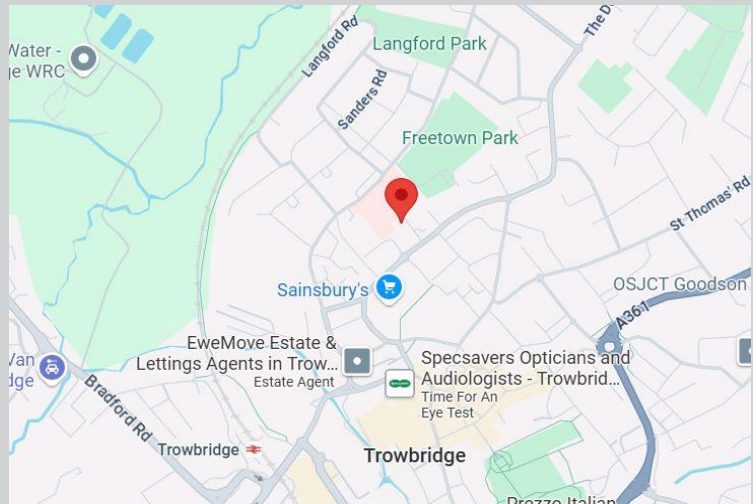 Langford Rd
Langford Park
The D
Water -
ge WRC
Sanders Rd
Freetown Park
St Thomas' Rd
Sainsbury's
OSJCT Goodson
A361
EweMove Estate &
Lettings Agents in Trow...
Estate Agent
Specsavers Opticians and
Audiologists - Trowbrid...
Time For An
Eye Test
Van
dge
Bradford Rd
Trowbridge
Trowbridge
Prezzo Italian